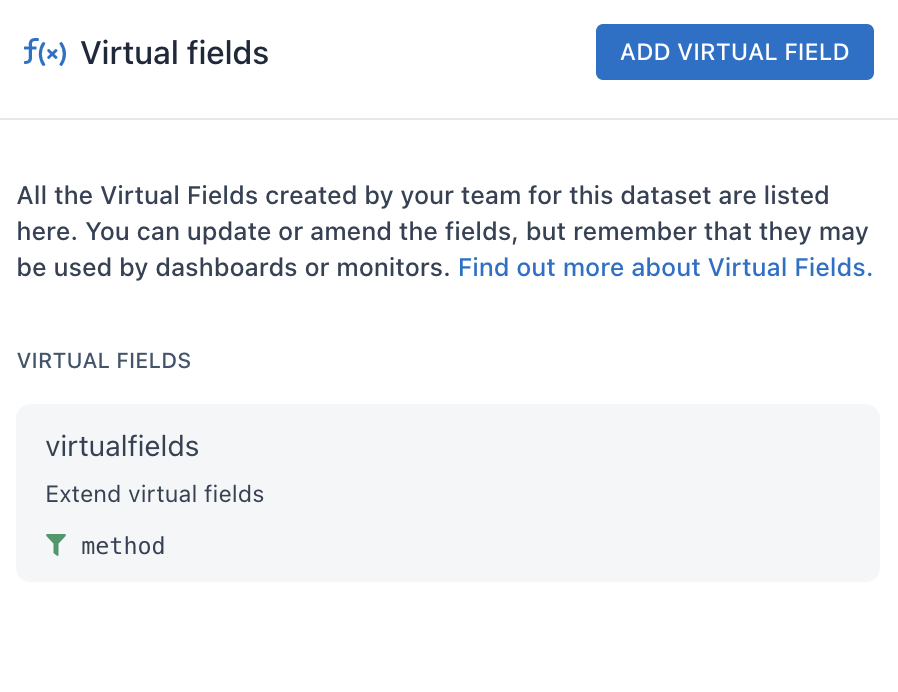 f(x) Virtual fields
ADD VIRTUAL FIELD
All the Virtual Fields created by your team for this dataset are listed
here. You can update or amend the fields, but remember that they may
be used by dashboards or monitors. Find out more about Virtual Fields.
VIRTUAL FIELDS
virtualfields
Extend virtual fields
method